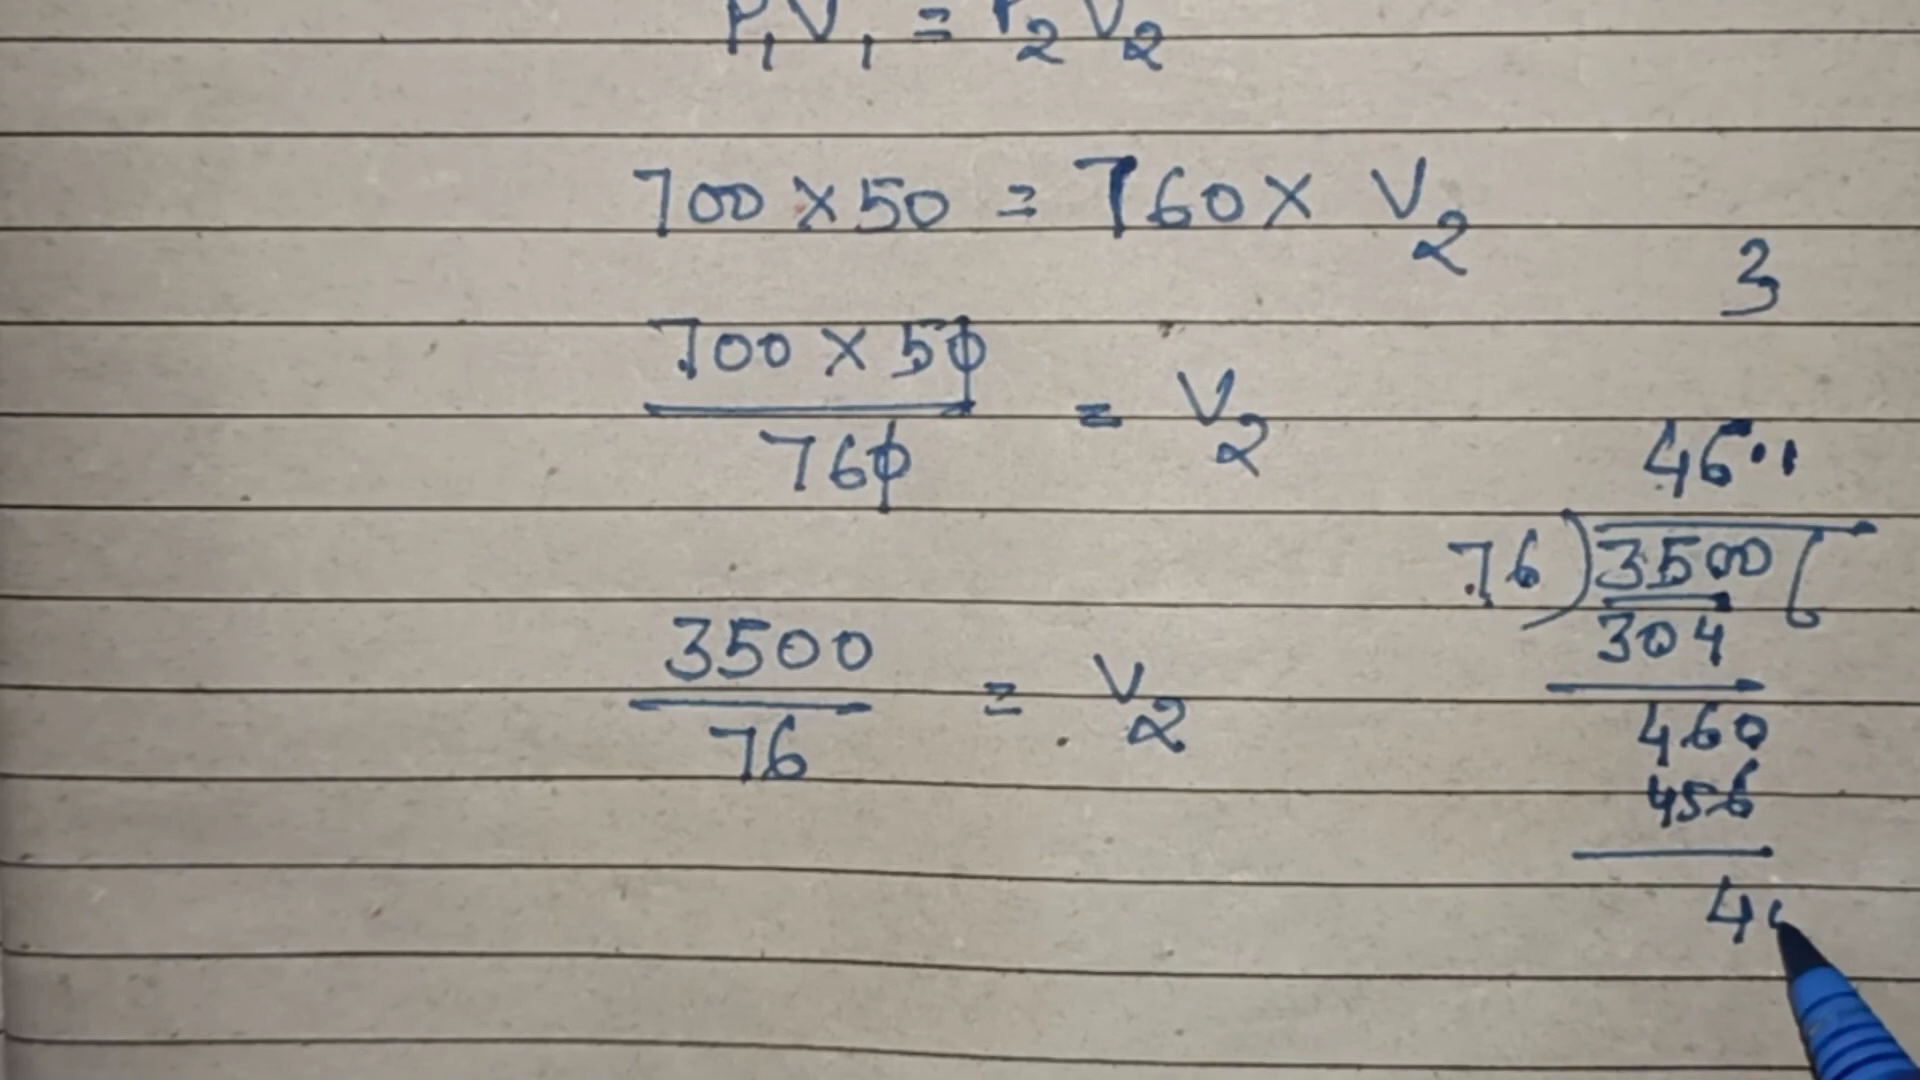 P₁V₁ = P₂V₂
700 × 50 = 760 × V₂
3
700 × 50 / 760 = V₂
46.
76)3500(
304
460
456
4
3500 / 76 = V₂